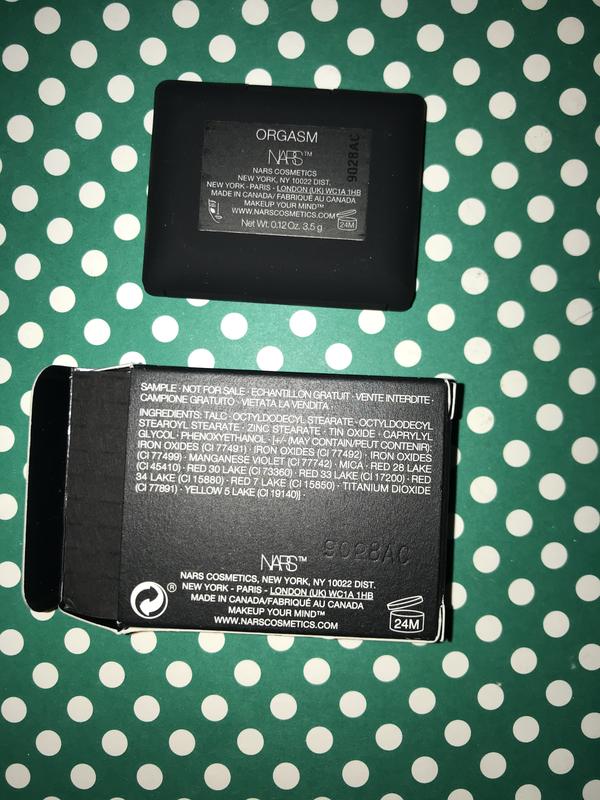 ORGASM
NARS™
NARS COSMETICS
NEW YORK, NY 10022 DIST.
NEW YORK - PARIS - LONDON (UK) WC1A 1HB
MADE IN CANADA/FABRIQUÉ AU CANADA
MAKEUP YOUR MIND™
WWW.NARSCOSMETICS.COM
Net Wt. 0.12 Oz. 3.5 g
24M
9028AC
SAMPLE · NOT FOR SALE · ECHANTILLON GRATUIT · VENTE INTERDITE ·
CAMPIONE GRATUITO · VIETATA LA VENDITA
INGREDIENTS: TALC · OCTYLDODECYL STEARATE · OCTYLDODECYL
STEAROYL STEARATE · ZINC STEARATE · TIN OXIDE · CAPRYLYL
GLYCOL · PHENOXYETHANOL · [+/- (MAY CONTAIN/PEUT CONTENIR):
IRON OXIDES (CI 77491) · IRON OXIDES (CI 77492) · IRON OXIDES
(CI 77499) · MANGANESE VIOLET (CI 77742) · MICA · RED 28 LAKE
(CI 45410) · RED 30 LAKE (CI 73360) · RED 33 LAKE (CI 17200) · RED
34 LAKE (CI 15880) · RED 7 LAKE (CI 15850) · TITANIUM DIOXIDE
(CI 77891) · YELLOW 5 LAKE (CI 19140)] ·
9028AC
NARS™
NARS COSMETICS, NEW YORK, NY 10022 DIST.
® NEW YORK - PARIS - LONDON (UK) WC1A 1HB
MADE IN CANADA/FABRIQUÉ AU CANADA
MAKEUP YOUR MIND™
WWW.NARSCOSMETICS.COM
24M